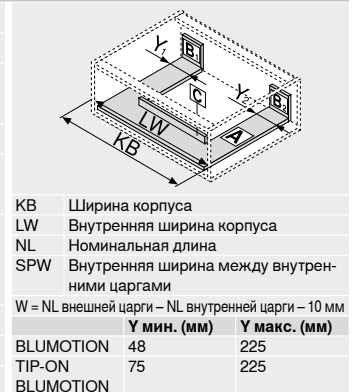 Y1
B1
Y2
B2
C
LW
A
KB
KB Ширина корпуса
LW Внутренняя ширина корпуса
NL Номинальная длина
SPW Внутренняя ширина между внутрен-
ними царгами
W = NL внешней царги – NL внутренней царги – 10 мм
Y мин. (мм) Y макс. (мм)
BLUMOTION 48 225
TIP-ON 75 225
BLUMOTION